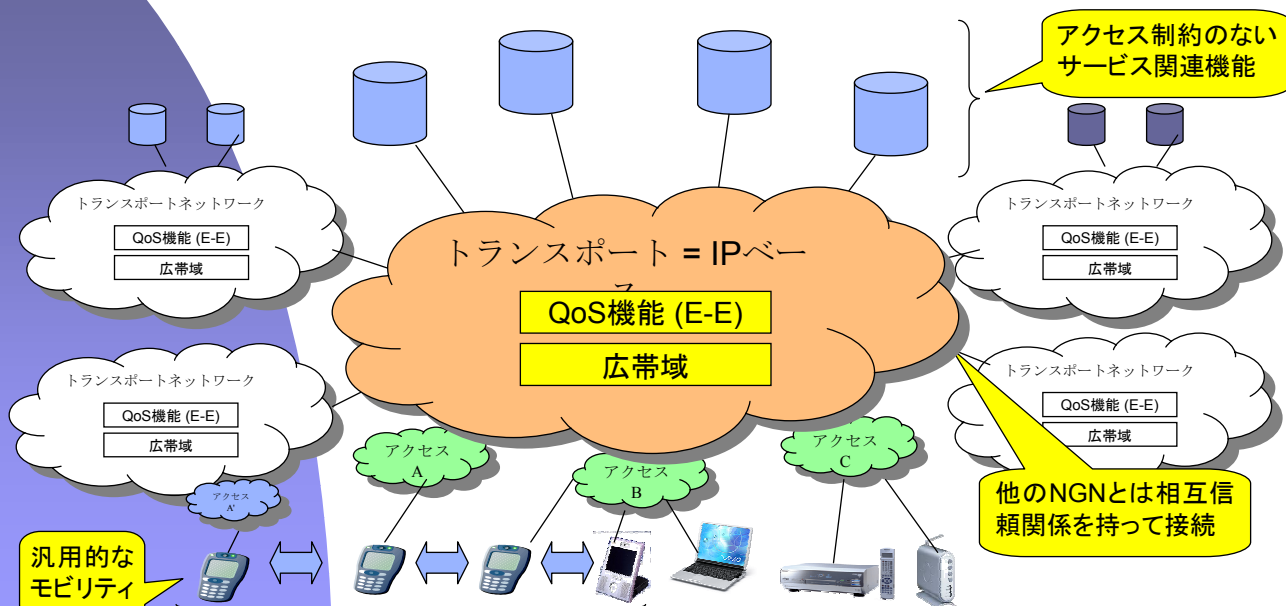 アクセス制約のない
サービス関連機能
トランスポートネットワーク
QoS機能 (E-E)
広帯域
トランスポート = IPベー
ス
QoS機能 (E-E)
広帯域
トランスポートネットワーク
QoS機能 (E-E)
広帯域
トランスポートネットワーク
QoS機能 (E-E)
広帯域
トランスポートネットワーク
QoS機能 (E-E)
広帯域
アクセス
A
アクセス
B
アクセス
C
アクセス
A'
他のNGNとは相互信
頼関係を持って接続
汎用的な
モビリティ